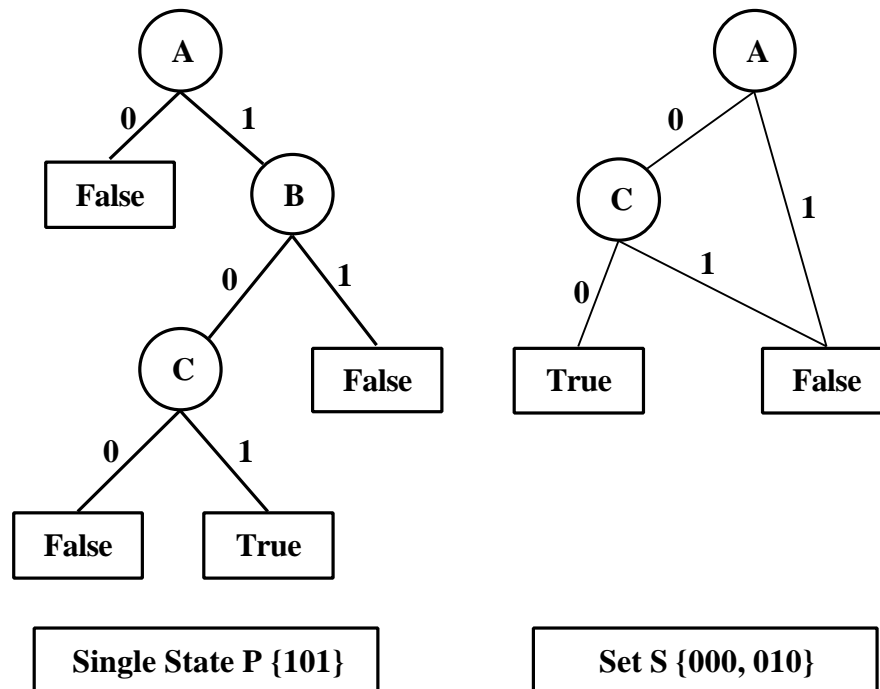 A
A
0
1
0
False
B
C
1
0
1
0
1
C
False
True
False
0
1
False
True
Single State P {101}
Set S {000, 010}